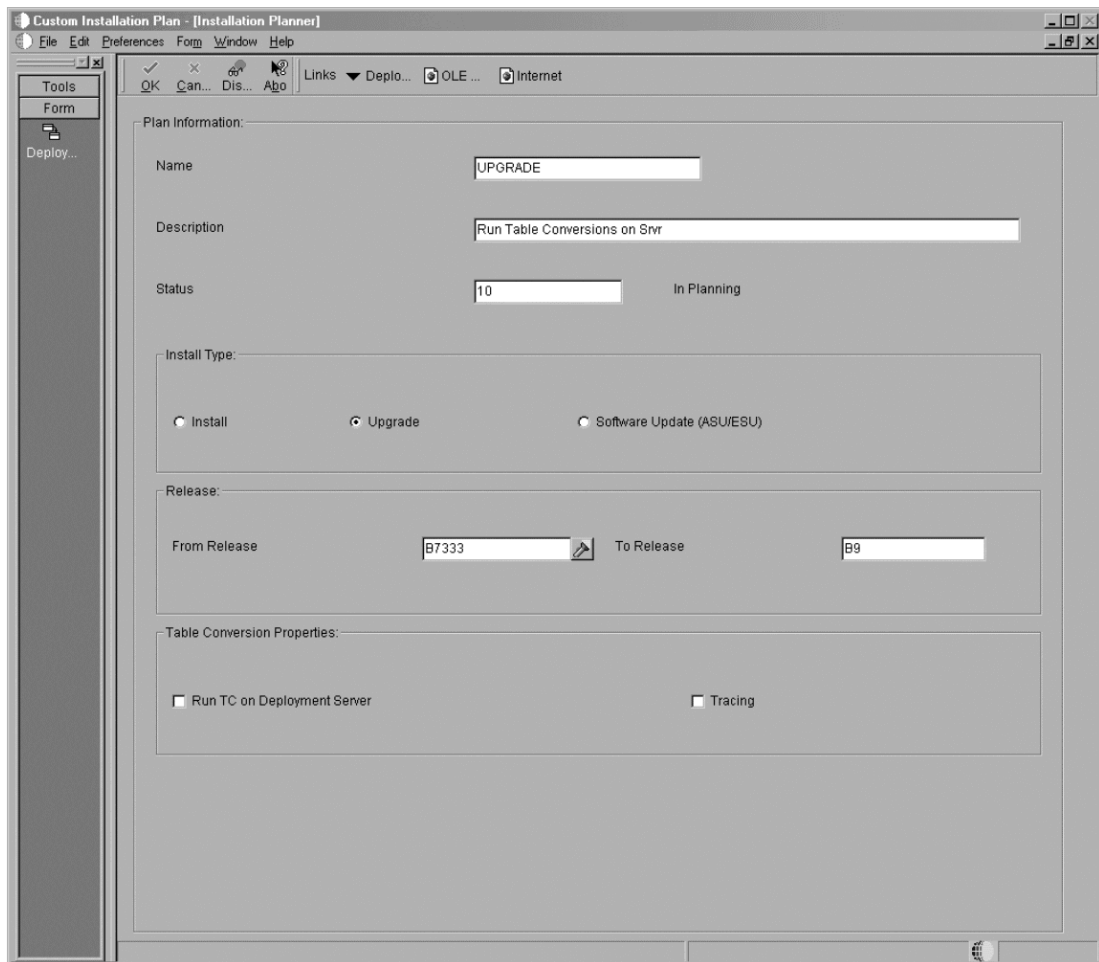 Custom Installation Plan - [Installation Planner]
File Edit Preferences Form Window Help
Tools
Form
Deploy...
OK Can... Dis... Abo Links Deplo... OLE ... Internet
Plan Information:
Name UPGRADE
Description Run Table Conversions on Srvr
Status 10 In Planning
Install Type:
Install Upgrade Software Update (ASU/ESU)
Release:
From Release B7333 To Release B9
Table Conversion Properties:
Run TC on Deployment Server Tracing